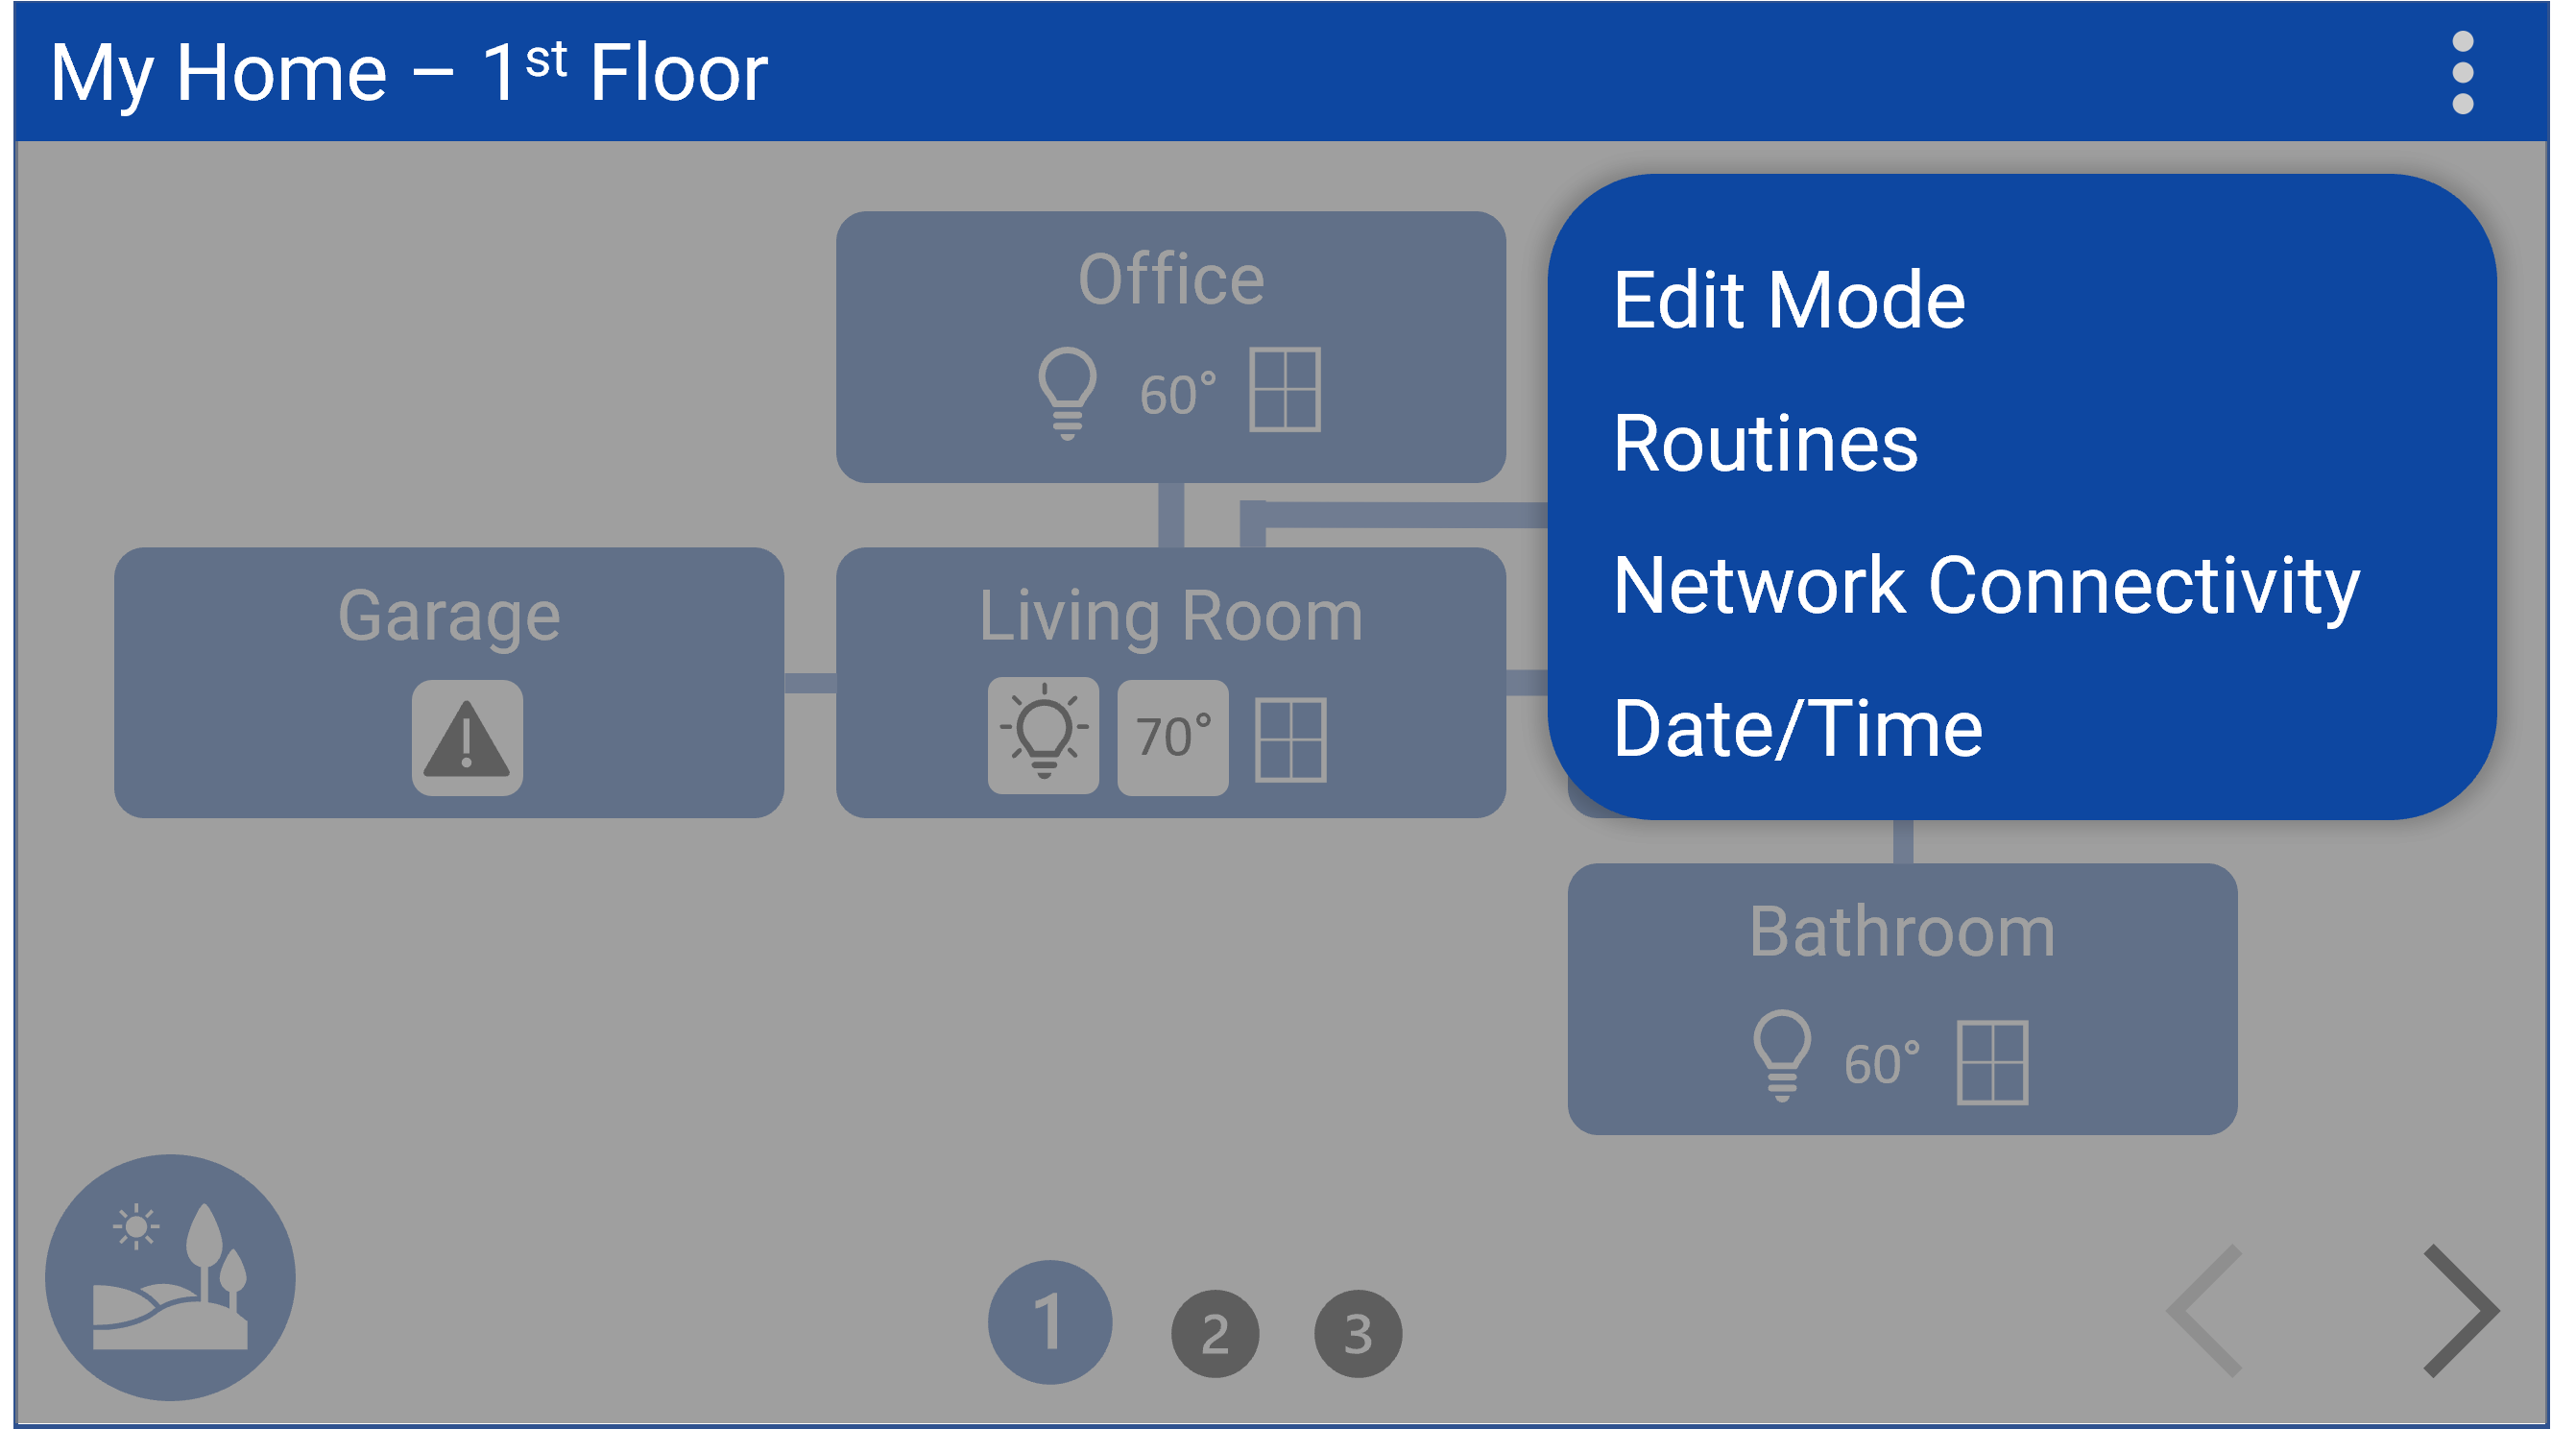 My Home – 1st Floor
Office
60°
Edit Mode
Routines
Network Connectivity
Date/Time
Garage
Living Room
70°
Bathroom
60°
1 2 3